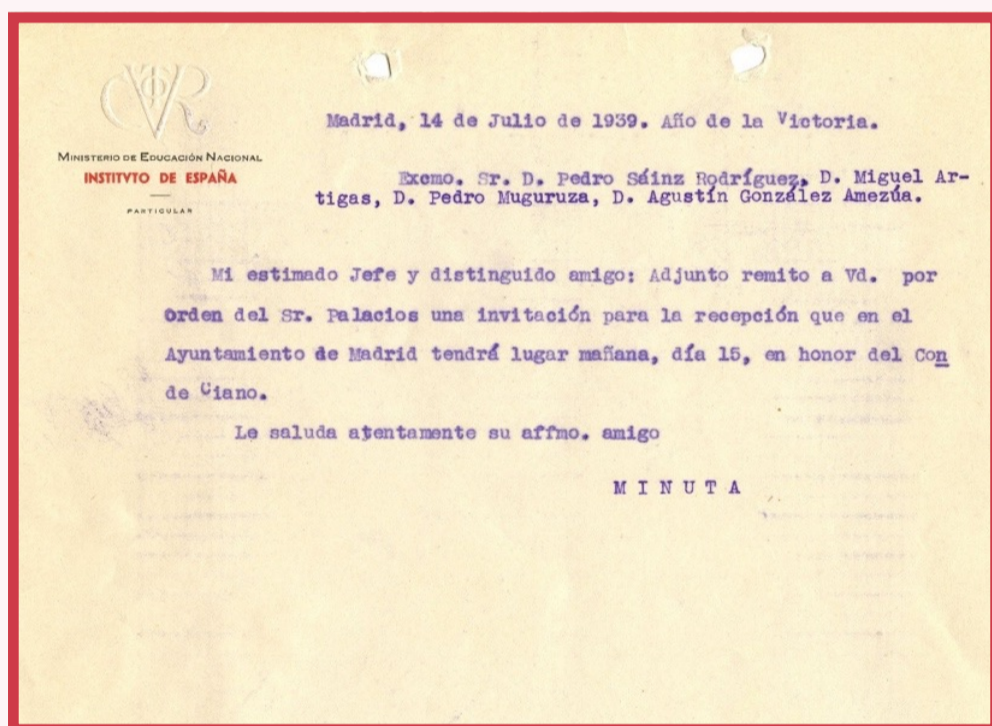 MINISTERIO DE EDUCACIÓN NACIONAL
INSTITVTO DE ESPAÑA
PARTICULAR
Madrid, 14 de Julio de 1939. Año de la Victoria.
Exmo. Sr. D. Pedro Sáinz Rodríguez, D. Miguel Ar-
tigas, D. Pedro Muguruza, D. Agustín González Amezúa.
Mi estimado Jefe y distinguido amigo: Adjunto remito a Vd. por
Orden del Sr. Palacios una invitación para la recepción que en el
Ayuntamiento de Madrid tendrá lugar mañana, día 15, en honor del Con
de Ciano.
Le saluda atentamente su affmo. amigo
M I N U T A